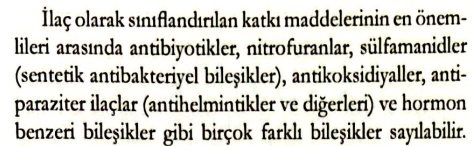 İlaç olarak sınıflandırılan katkı maddelerinin en önem-
lileri arasında antibiyotikler, nitrofuranlar, sülfamanidler
(sentetik antibakteriyel bileşikler), antikoksidiyaller, anti-
paraziter ilaçlar (antihelmintikler ve diğerleri) ve hormon
benzeri bileşikler gibi birçok farklı bileşikler sayılabilir.